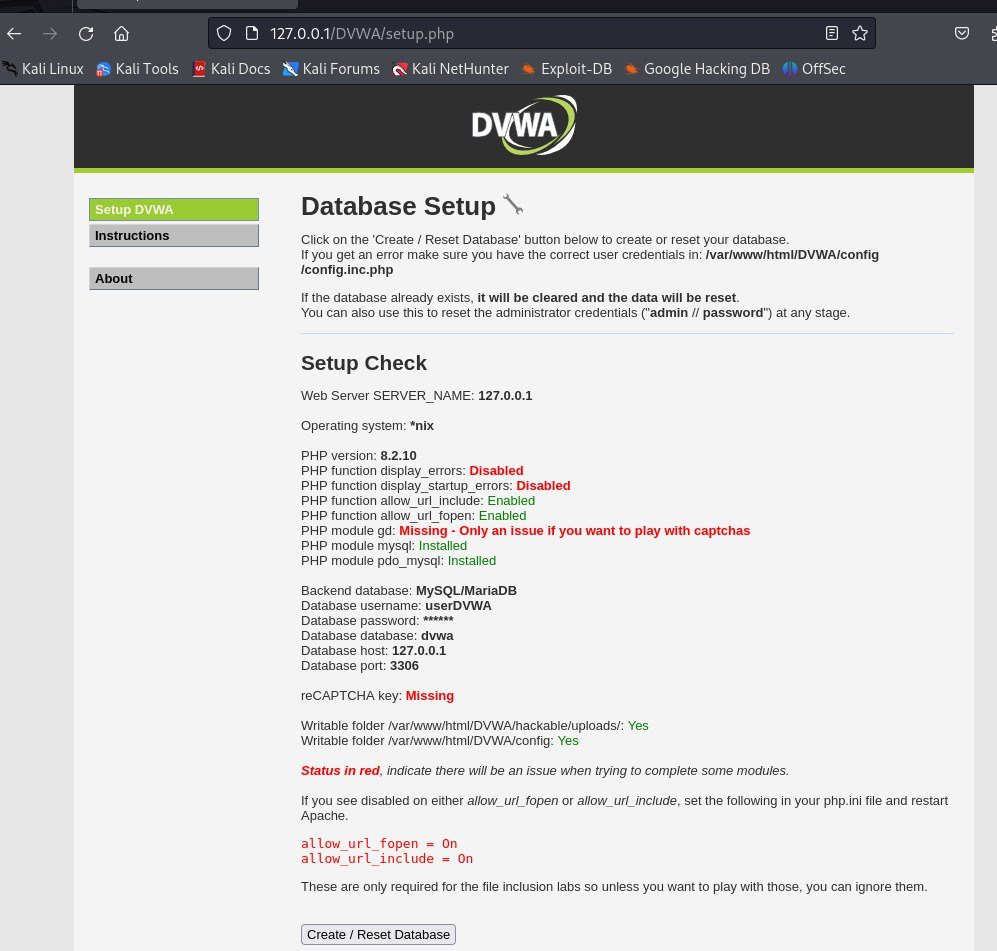 127.0.0.1/DVWA/setup.php
Kali Linux Kali Tools Kali Docs Kali Forums Kali NetHunter Exploit-DB Google Hacking DB OffSec
DVWA
Setup DVWA
Instructions
About
Database Setup
Click on the 'Create / Reset Database' button below to create or reset your database.
If you get an error make sure you have the correct user credentials in: /var/www/html/DVWA/config
/config.inc.php
If the database already exists, it will be cleared and the data will be reset.
You can also use this to reset the administrator credentials ("admin // password") at any stage.
Setup Check
Web Server SERVER_NAME: 127.0.0.1
Operating system: *nix
PHP version: 8.2.10
PHP function display_errors: Disabled
PHP function display_startup_errors: Disabled
PHP function allow_url_include: Enabled
PHP function allow_url_fopen: Enabled
PHP module gd: Missing - Only an issue if you want to play with captchas
PHP module mysql: Installed
PHP module pdo_mysql: Installed
Backend database: MySQL/MariaDB
Database username: userDVWA
Database password: ******
Database database: dvwa
Database host: 127.0.0.1
Database port: 3306
reCAPTCHA key: Missing
Writable folder /var/www/html/DVWA/hackable/uploads/: Yes
Writable folder /var/www/html/DVWA/config: Yes
Status in red, indicate there will be an issue when trying to complete some modules.
If you see disabled on either allow_url_fopen or allow_url_include, set the following in your php.ini file and restart
Apache.
allow_url_fopen = On
allow_url_include = On
These are only required for the file inclusion labs so unless you want to play with those, you can ignore them.
Create / Reset Database